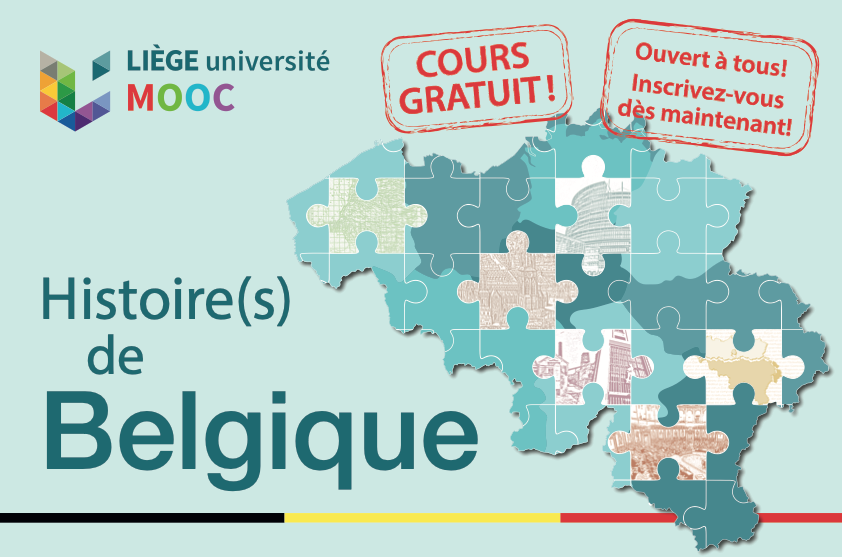 LIÈGE université
MOOC
COURS
GRATUIT !
Ouvert à tous!
Inscrivez-vous
dès maintenant!
Histoire(s)
de
Belgique